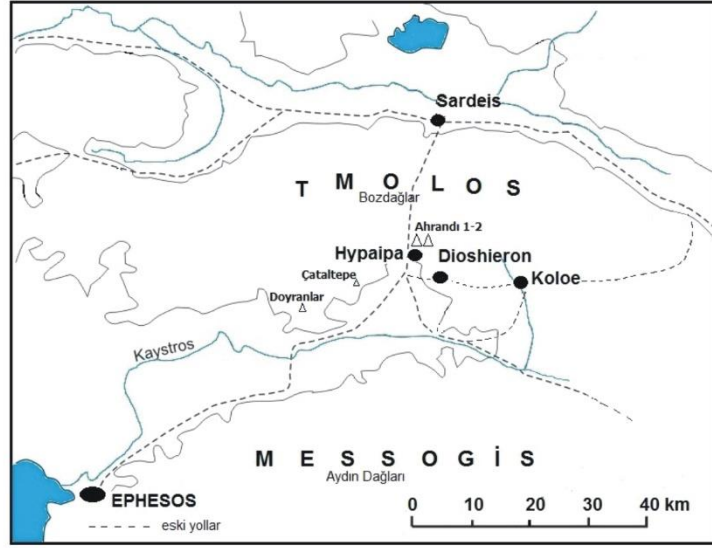 Sardeis
T M O L O S
Bozdağlar
Ahrandı 1-2
Hypaipa
Dioshieron
Çataltepe
Koloe
Doyranlar
Kaystros
M E S S O G İ S
Aydın Dağları
EPHESOS
0 10 20 30 40 km
eski yollar